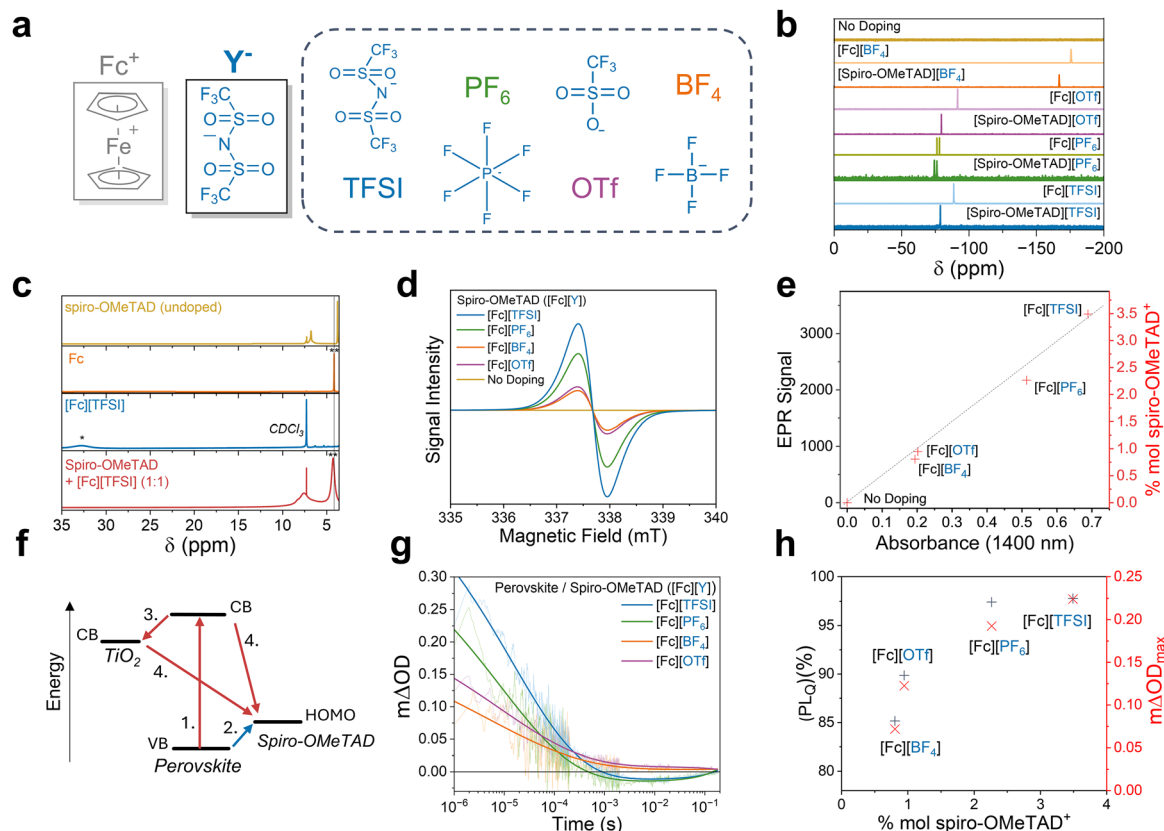 a
Fc⁺
Fe
+
Y⁻
F₃C
O
S
O
N
−
O
S
O
F₃C
CF₃
O
S
O
N
−
O
S
O
CF₃
TFSI
PF₆
F
F
F
P
-
F
F
F
CF₃
O
S
O
O⁻
OTf
BF₄
F
F
B
−
F
F
b
No Doping
[Fc][BF₄]
[Spiro-OMeTAD][BF₄]
[Fc][OTf]
[Spiro-OMeTAD][OTf]
[Fc][PF₆]
[Spiro-OMeTAD][PF₆]
[Fc][TFSI]
[Spiro-OMeTAD][TFSI]
0 −50 −100 −150 −200
δ (ppm)
c
spiro-OMeTAD (undoped)
Fc
**
[Fc][TFSI]
CDCl₃
*
**
Spiro-OMeTAD
+ [Fc][TFSI] (1:1)
35 30 25 20 15 10 5
δ (ppm)
d
Spiro-OMeTAD ([Fc][Y])
[Fc][TFSI]
[Fc][PF₆]
[Fc][BF₄]
[Fc][OTf]
No Doping
Signal Intensity
335 336 337 338 339 340
Magnetic Field (mT)
e
EPR Signal
3000
2000
1000
0
[Fc][TFSI]
[Fc][PF₆]
[Fc][OTf]
[Fc][BF₄]
No Doping
0.0 0.1 0.2 0.3 0.4 0.5 0.6 0.7
Absorbance (1400 nm)
3.5
3.0
2.5
2.0
1.5
1.0
0.5
0.0
% mol spiro-OMeTAD⁺
f
Energy
CB
TiO₂
3.
CB
4.
4.
1.
2.
VB
Perovskite
HOMO
Spiro-OMeTAD
g
Perovskite / Spiro-OMeTAD ([Fc][Y])
[Fc][TFSI]
[Fc][PF₆]
[Fc][BF₄]
[Fc][OTf]
mΔOD
0.30
0.25
0.20
0.15
0.10
0.05
0.00
10⁻⁶ 10⁻⁵ 10⁻⁴ 10⁻³ 10⁻² 10⁻¹
Time (s)
h
(PL_Q)(%)
100
95
90
85
80
[Fc][OTf]
[Fc][BF₄]
[Fc][PF₆]
[Fc][TFSI]
0 1 2 3 4
% mol spiro-OMeTAD⁺
0.25
0.20
0.15
0.10
0.05
0.00
mΔOD_max